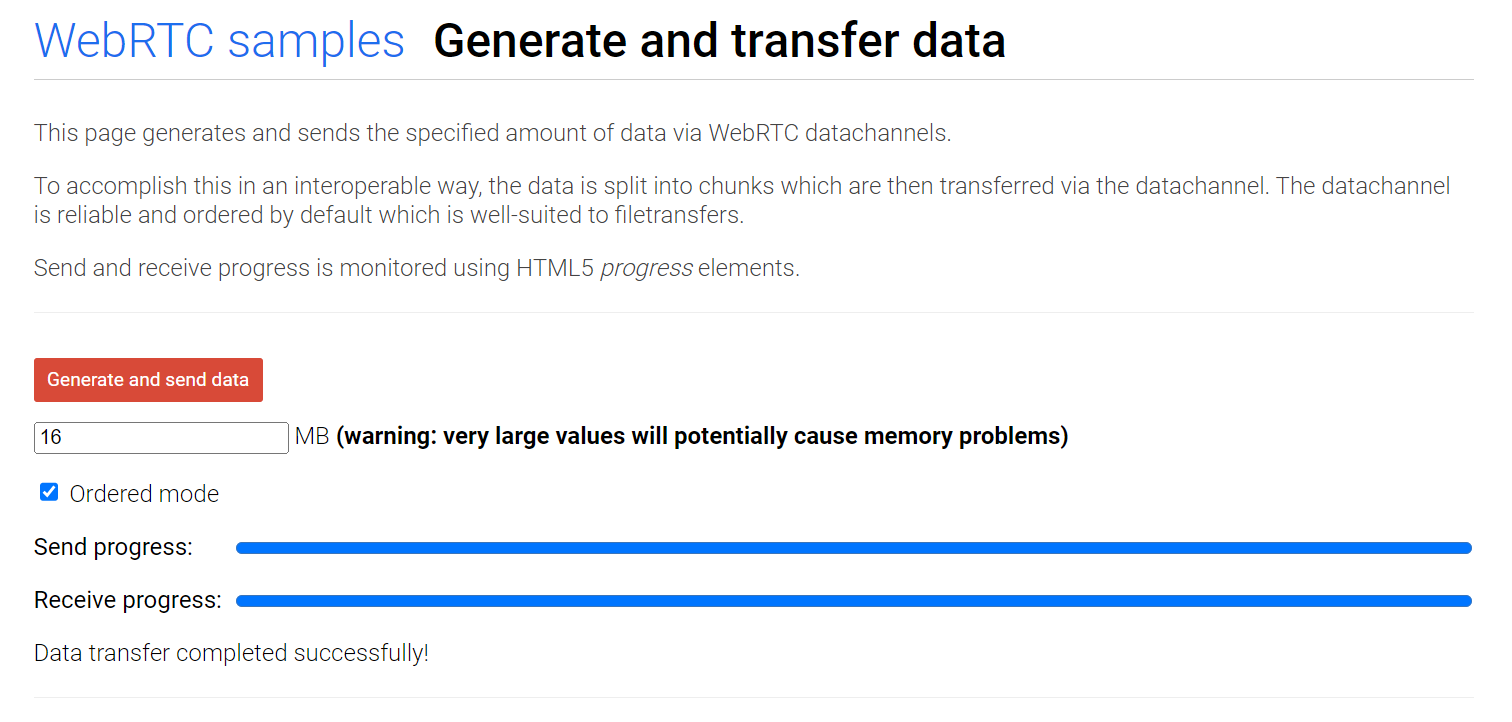 WebRTC samples Generate and transfer data
This page generates and sends the specified amount of data via WebRTC datachannels.
To accomplish this in an interoperable way, the data is split into chunks which are then transferred via the datachannel. The datachannel
is reliable and ordered by default which is well-suited to filetransfers.
Send and receive progress is monitored using HTML5 progress elements.
Generate and send data
16 MB (warning: very large values will potentially cause memory problems)
Ordered mode
Send progress:
Receive progress:
Data transfer completed successfully!